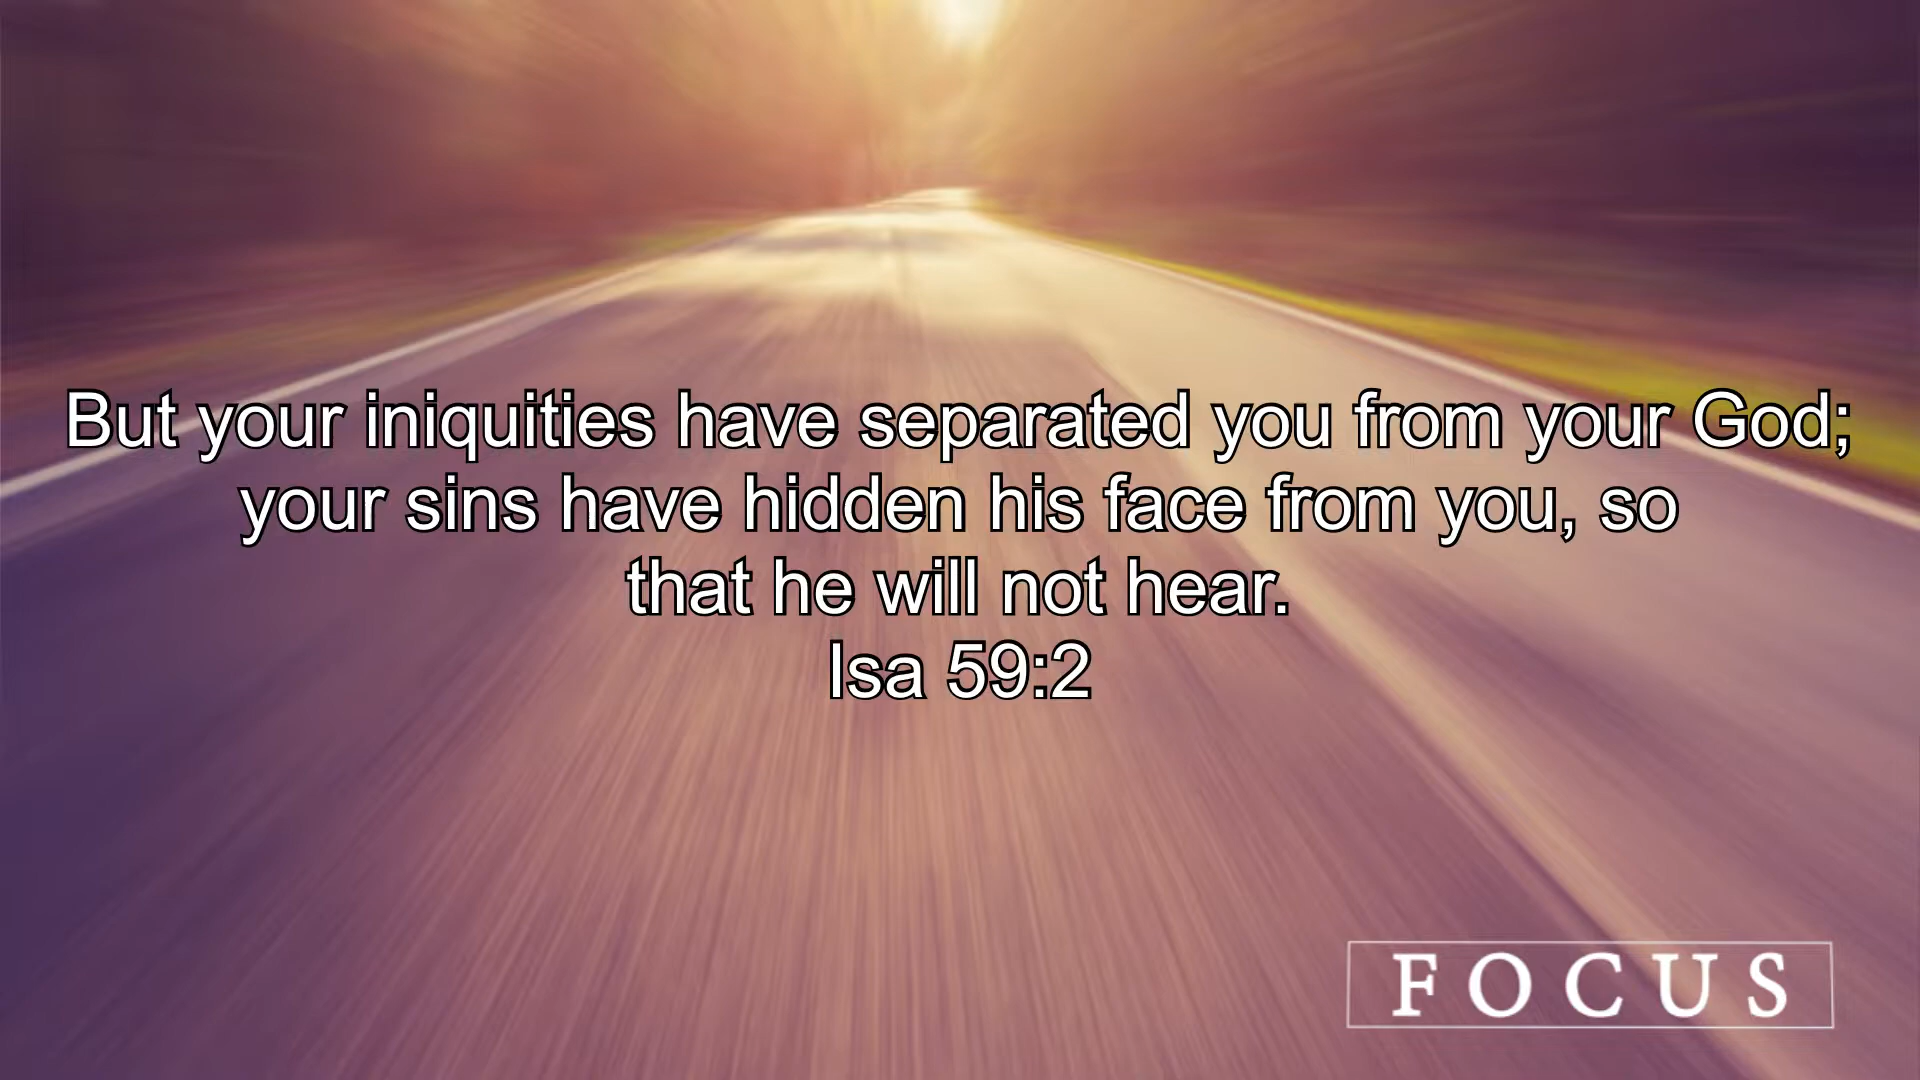 But your iniquities have separated you from your God;
your sins have hidden his face from you, so
that he will not hear.
Isa 59:2
FOCUS